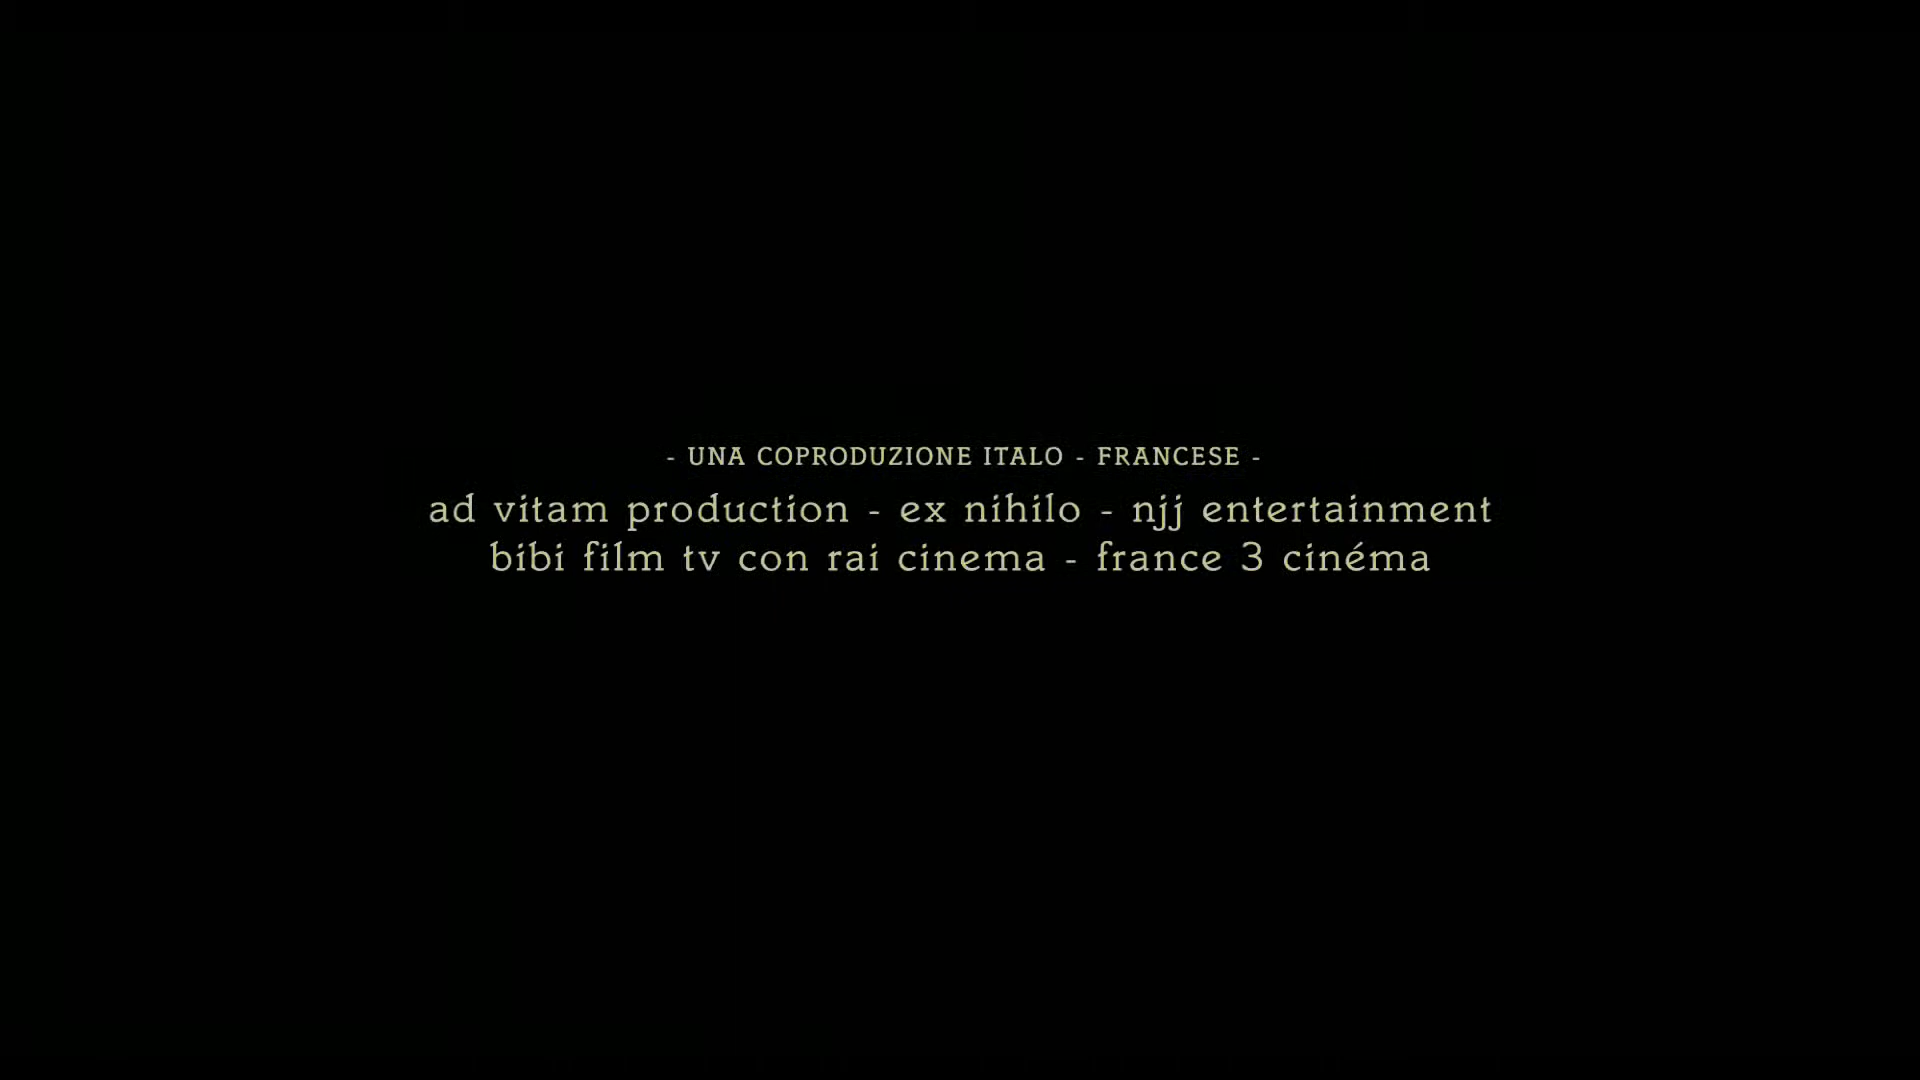 - UNA COPRODUZIONE ITALO - FRANCESE -
ad vitam production - ex nihilo - njj entertainment
bibi film tv con rai cinema - france 3 cinéma